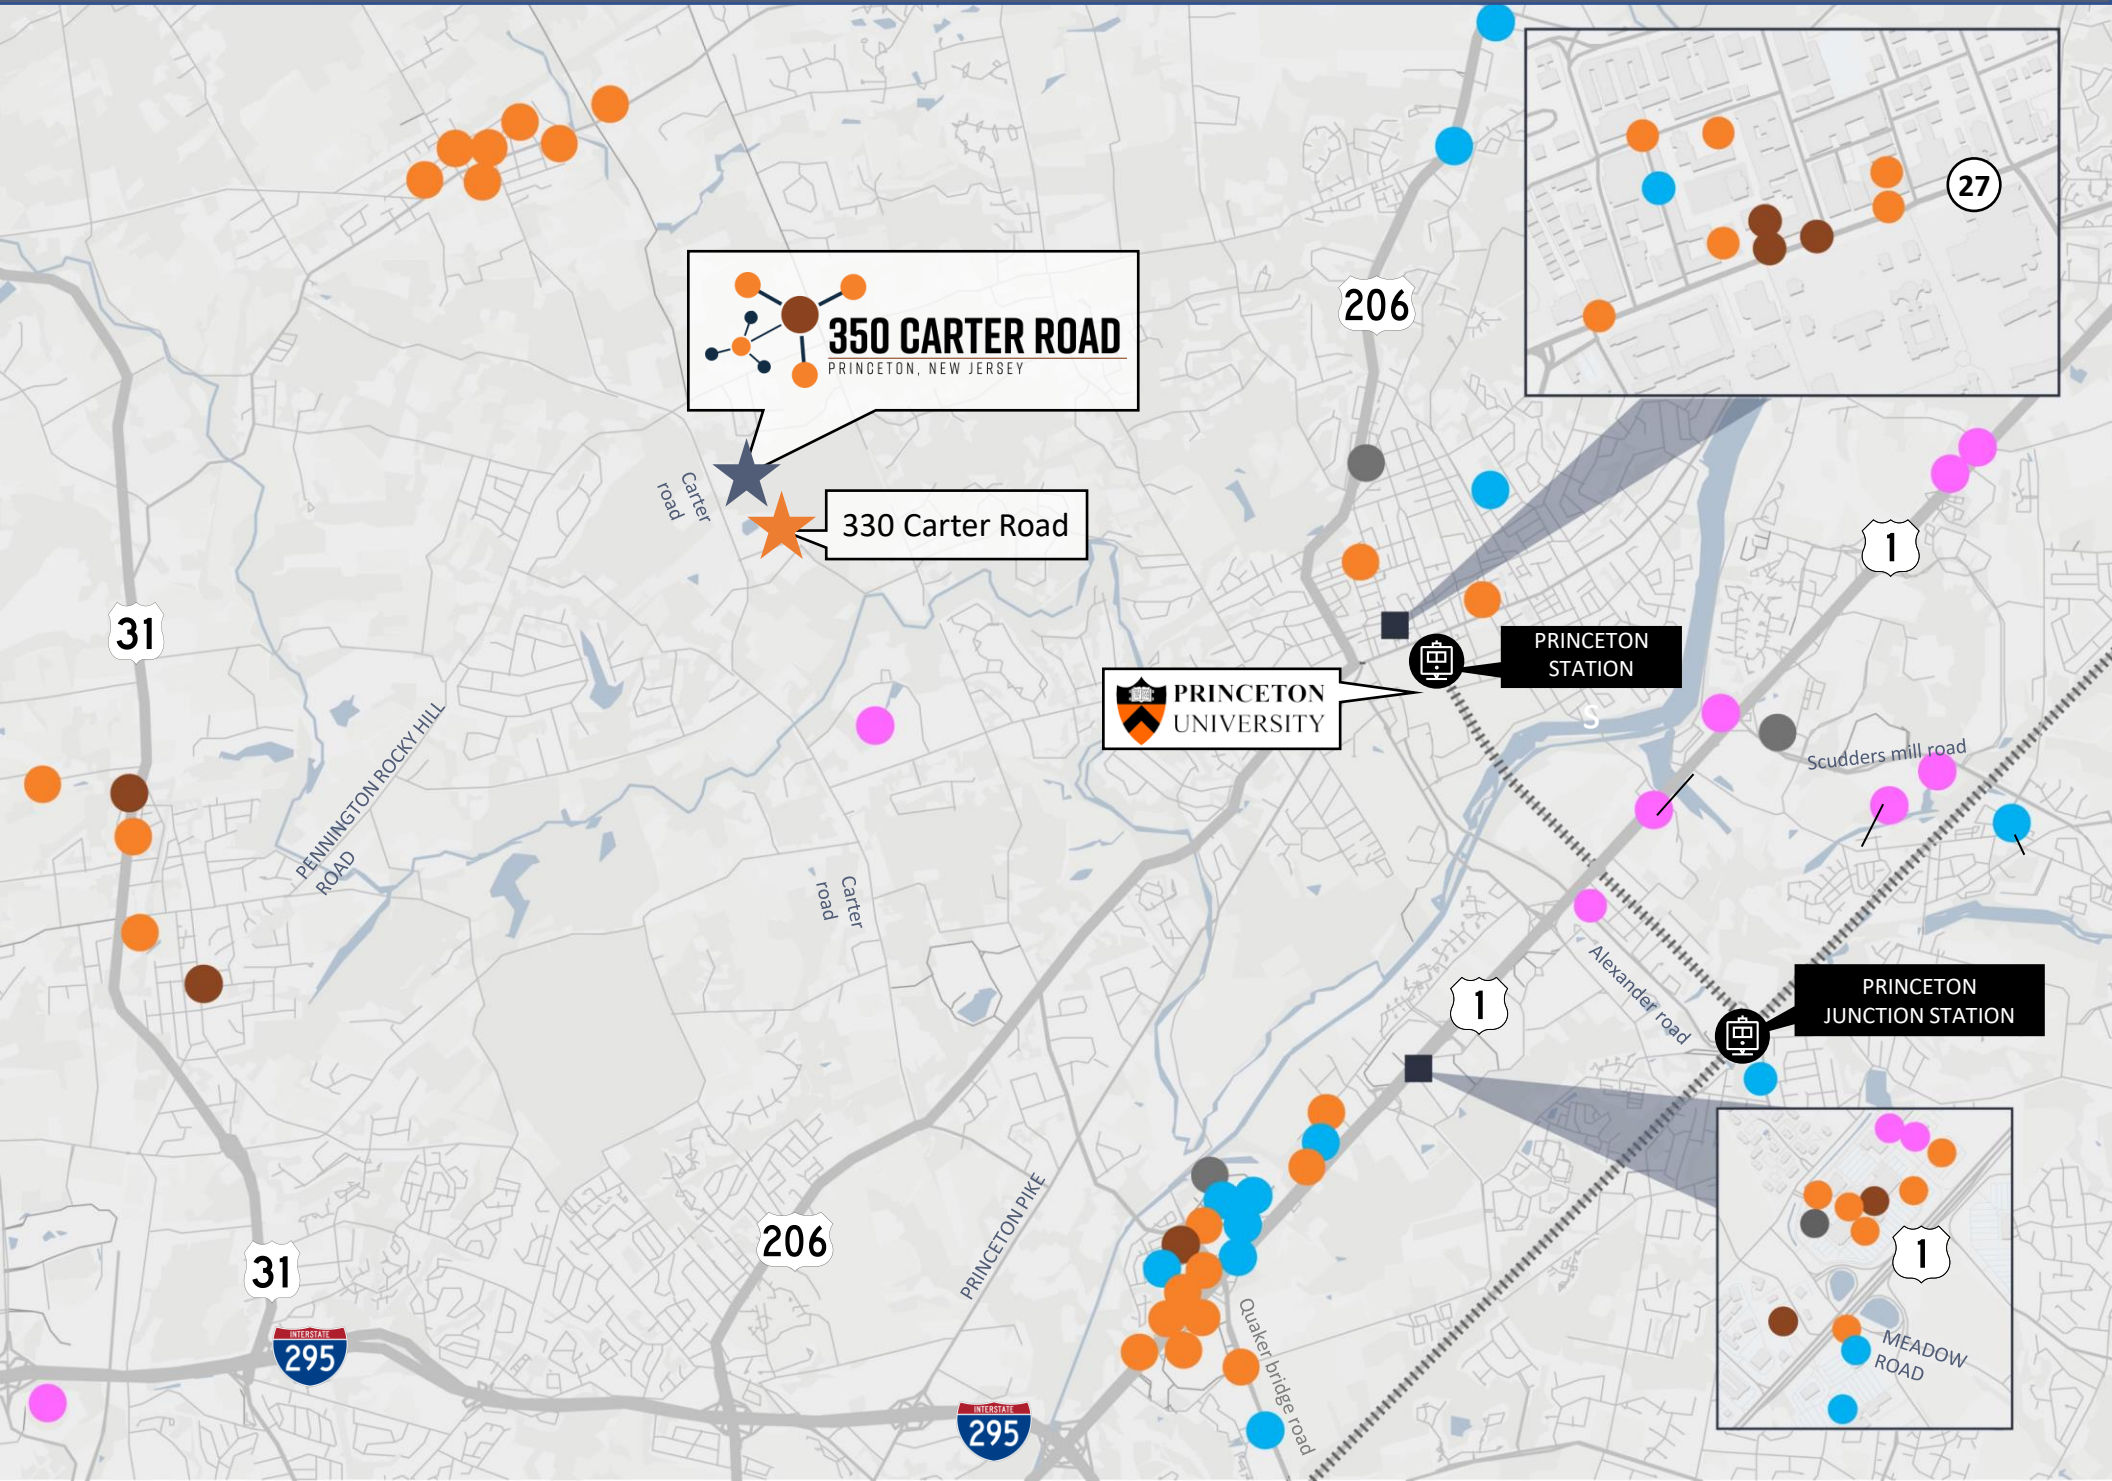 27
206
350 CARTER ROAD
PRINCETON, NEW JERSEY
Carter
road
330 Carter Road
1
31
PRINCETON
STATION
PRINCETON
UNIVERSITY
S
Scudders mill road
PENNINGTON ROCKY HILL
ROAD
Carter
road
Alexander road
1
PRINCETON
JUNCTION STATION
PRINCETON PIKE
206
31
1
MEADOW
ROAD
Quaker bridge road
INTERSTATE
295
INTERSTATE
295